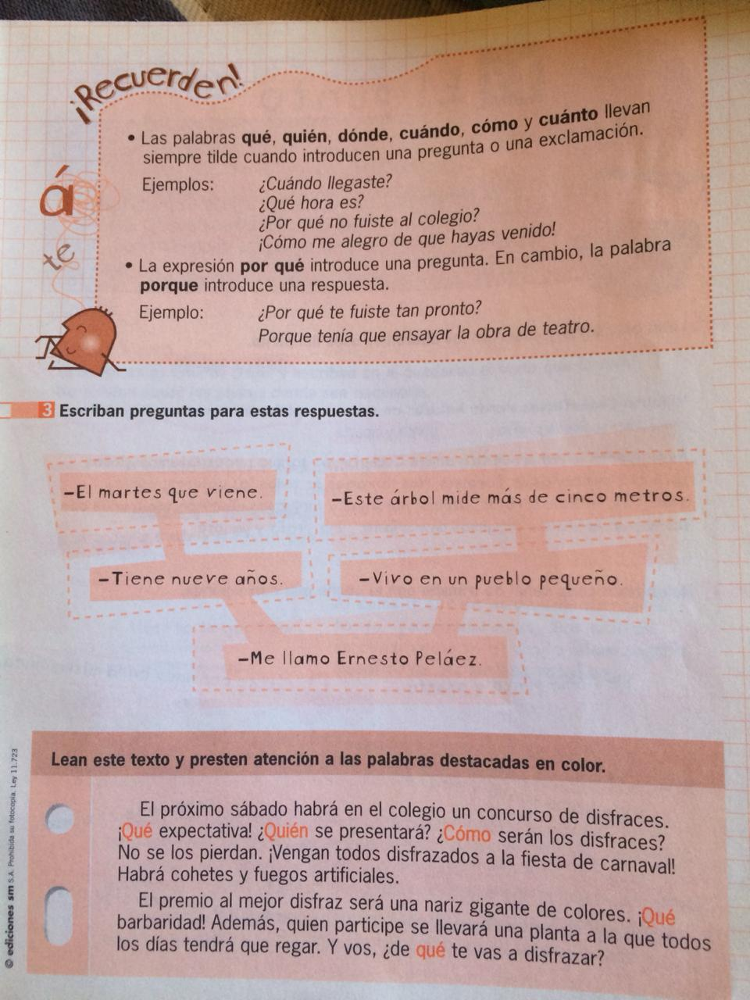 ¡Recuerden!
• Las palabras qué, quién, dónde, cuándo, cómo y cuánto llevan
siempre tilde cuando introducen una pregunta o una exclamación.
Ejemplos: ¿Cuándo llegaste?
¿Qué hora es?
¿Por qué no fuiste al colegio?
¡Cómo me alegro de que hayas venido!
• La expresión por qué introduce una pregunta. En cambio, la palabra
porque introduce una respuesta.
Ejemplo: ¿Por qué te fuiste tan pronto?
Porque tenía que ensayar la obra de teatro.
á
te
3 Escriban preguntas para estas respuestas.
–El martes que viene.
–Este árbol mide más de cinco metros.
–Tiene nueve años.
–Vivo en un pueblo pequeño.
–Me llamo Ernesto Peláez.
Lean este texto y presten atención a las palabras destacadas en color.
El próximo sábado habrá en el colegio un concurso de disfraces.
¡Qué expectativa! ¿Quién se presentará? ¿Cómo serán los disfraces?
No se los pierdan. ¡Vengan todos disfrazados a la fiesta de carnaval!
Habrá cohetes y fuegos artificiales.
El premio al mejor disfraz será una nariz gigante de colores. ¡Qué
barbaridad! Además, quien participe se llevará una planta a la que todos
los días tendrá que regar. Y vos, ¿de qué te vas a disfrazar?
© ediciones sm S.A. Prohibida su fotocopia. Ley 11.723